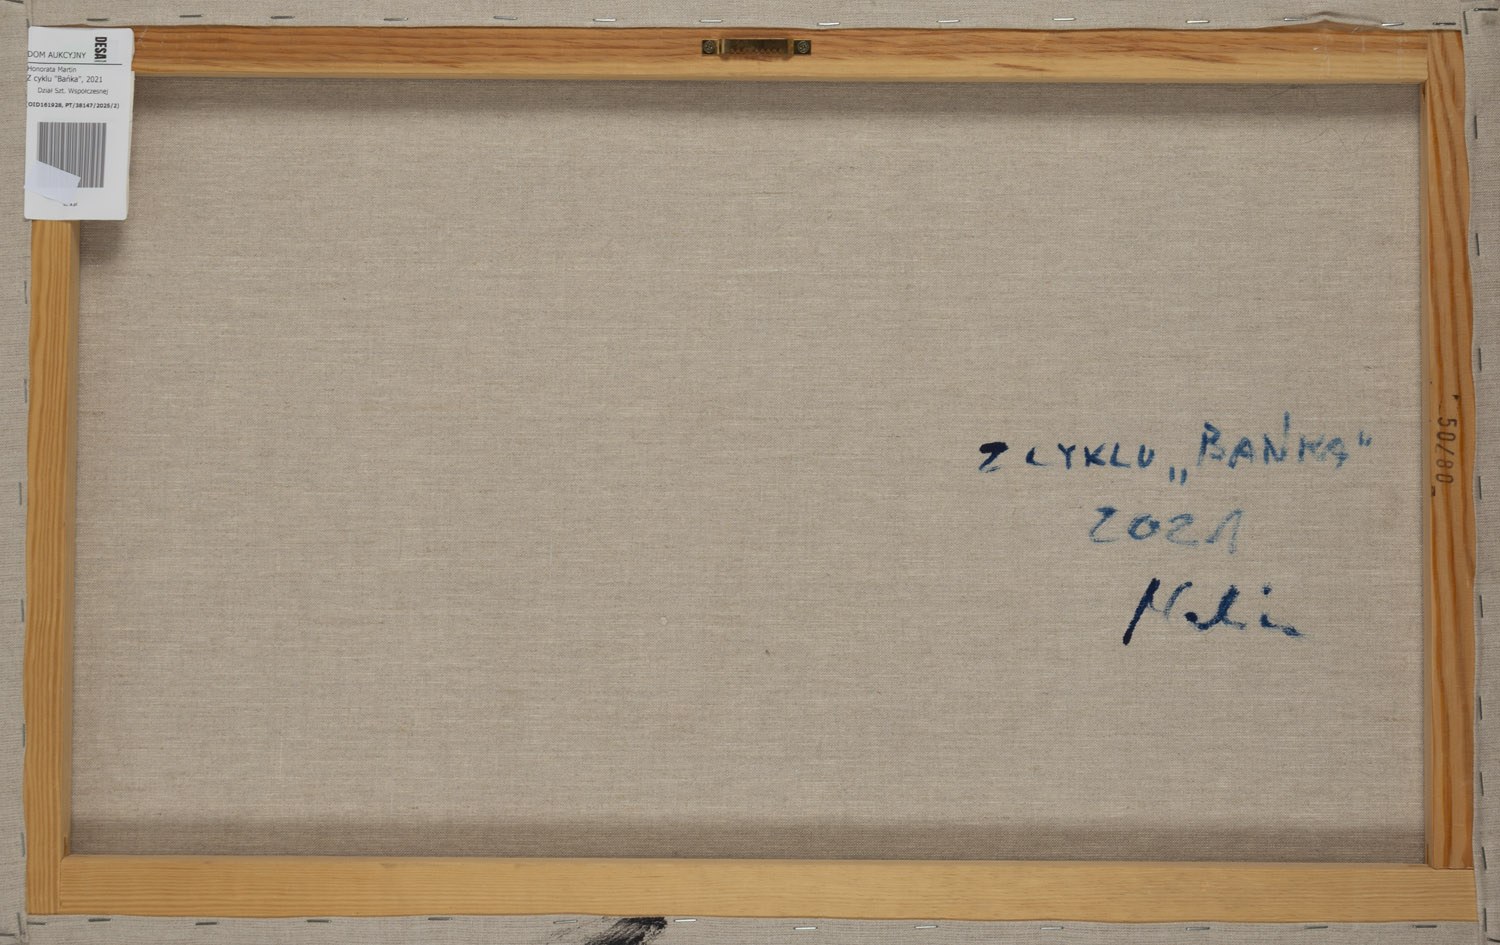 DESA
DOM AUKCYJNY
Honorata Martin
Z cyklu "Bańka", 2021
Dział Szt. Współczesnej
(OID161928, PT/38147/2025/2)
Z CYKLU „BAŃKA"
2021
Martin
50/80